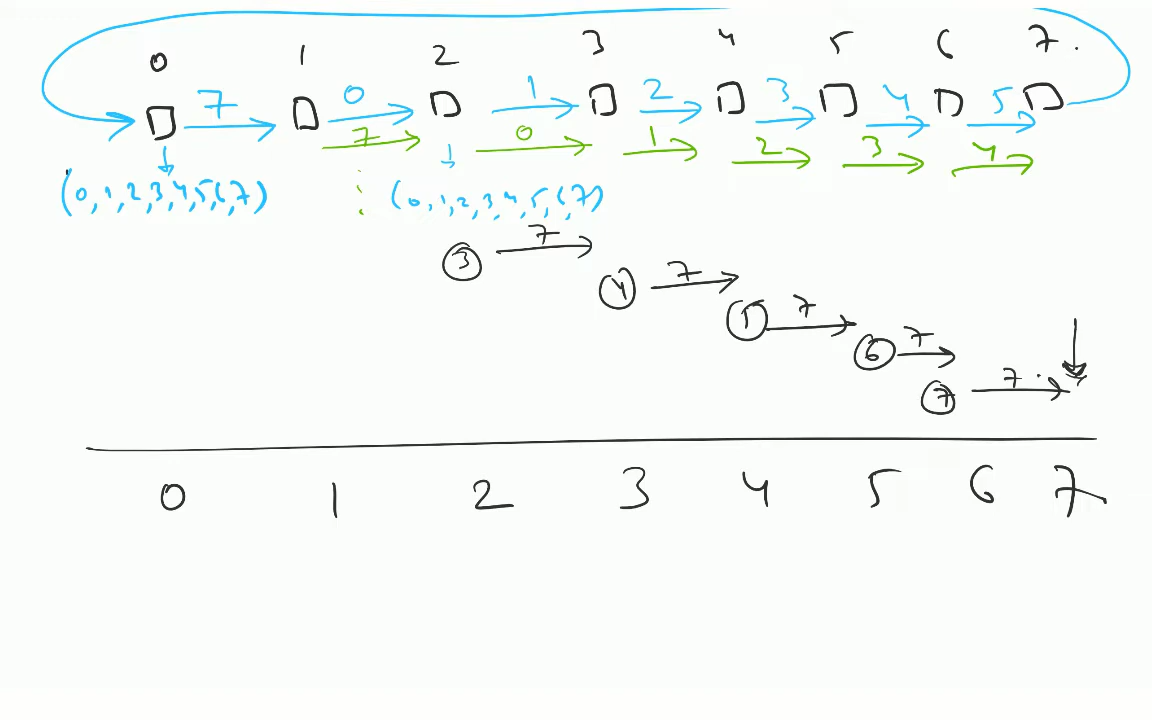 0 1 2 3 4 5 6 7
7 0 1 2 3 4 5
7 0 1 2 3 4
(0,1,2,3,4,5,6,7) (0,1,2,3,4,5,6,7)
3 7
4 7
7
6 7
7 7
0 1 2 3 4 5 6 7